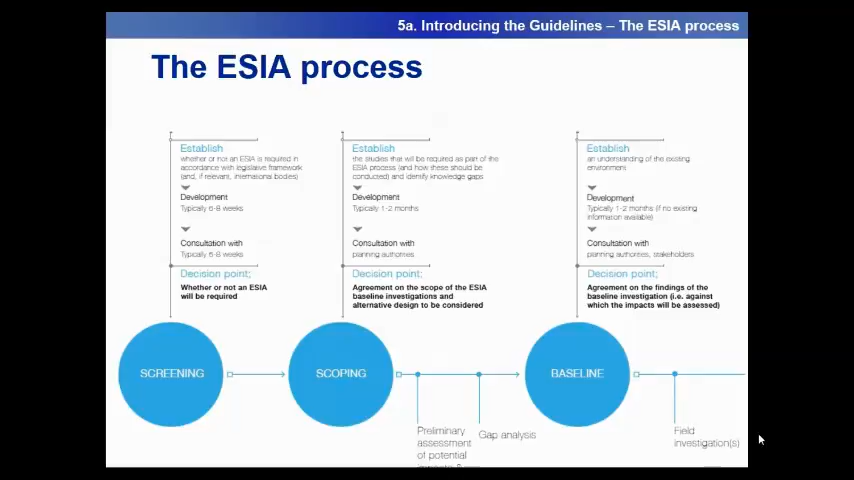 5a. Introducing the Guidelines – The ESIA process
The ESIA process
Establish
whether or not an ESIA is required in
accordance with legislative framework
(and, if relevant, international bodies)
Development
Typically 6-8 weeks
Consultation with
Typically 6-8 weeks
Decision point;
Whether or not an ESIA
will be required
Establish
the studies that will be required as part of the
ESIA process (and how these should be
conducted) and identify knowledge gaps
Development
Typically 1-2 months
Consultation with
planning authorities
Decision point;
Agreement on the scope of the ESIA
baseline investigations and
alternative design to be considered
Establish
an understanding of the existing
environment
Development
Typically 1-2 months (if no existing
information available)
Consultation with
planning authorities, stakeholders
Decision point;
Agreement on the findings of the
baseline investigation (i.e. against
which the impacts will be assessed)
SCREENING
SCOPING
BASELINE
Preliminary
assessment
of potential
Gap analysis
Field
investigation(s)